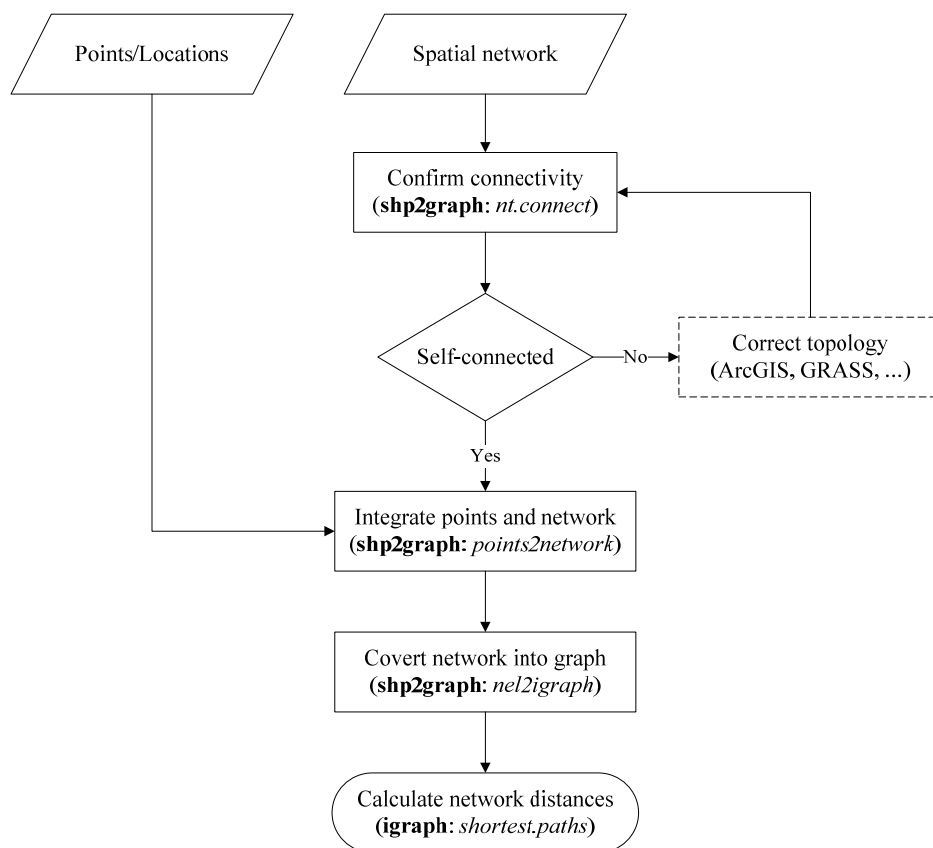 Points/Locations
Spatial network
Confirm connectivity
(shp2graph: nt.connect)
Self-connected
No
Correct topology
(ArcGIS, GRASS, ...)
Yes
Integrate points and network
(shp2graph: points2network)
Covert network into graph
(shp2graph: nel2igraph)
Calculate network distances
(igraph: shortest.paths)